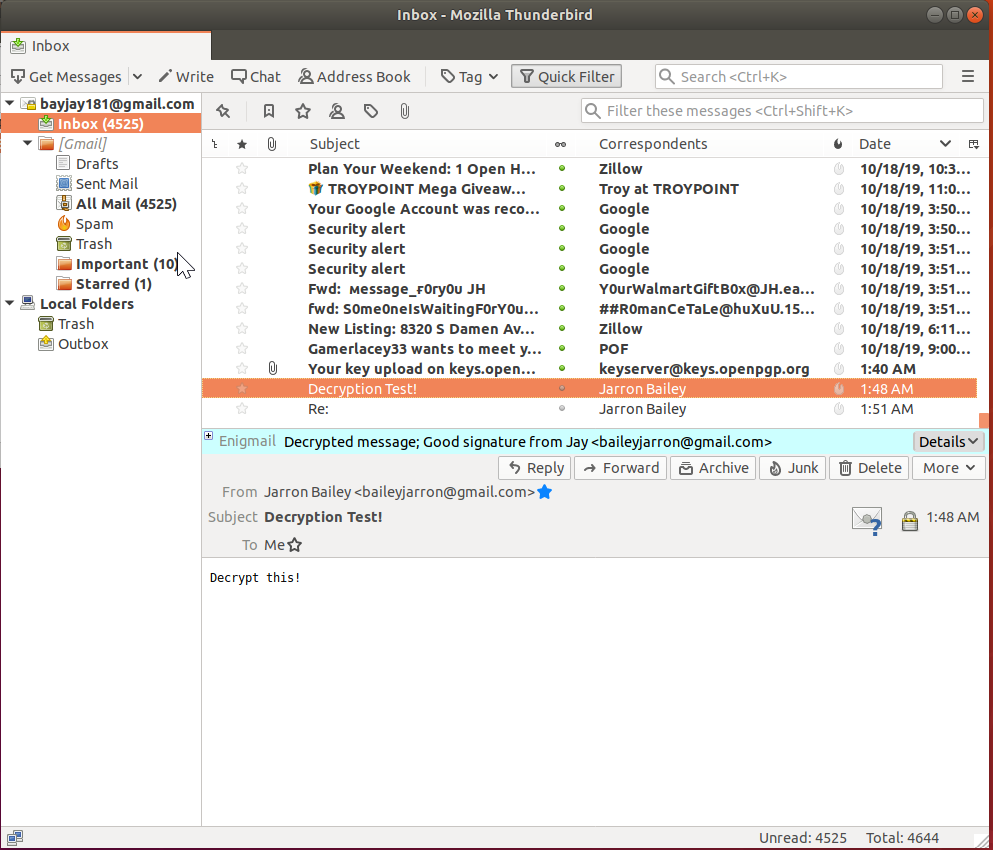 Inbox - Mozilla Thunderbird
Inbox
Get Messages Write Chat Address Book Tag Quick Filter Search <Ctrl+K>
Filter these messages <Ctrl+Shift+K>
bayjay181@gmail.com
Inbox (4525)
[Gmail]
Drafts
Sent Mail
All Mail (4525)
Spam
Trash
Important (10)
Starred (1)
Local Folders
Trash
Outbox
Subject Correspondents Date
Plan Your Weekend: 1 Open H... Zillow 10/18/19, 10:3...
TROYPOINT Mega Giveaw... Troy at TROYPOINT 10/18/19, 11:0...
Your Google Account was reco... Google 10/18/19, 3:50...
Security alert Google 10/18/19, 3:50...
Security alert Google 10/18/19, 3:51...
Security alert Google 10/18/19, 3:51...
Fwd: мessage_ғ0ry0u JH Y0urWalmartGiftB0x@JH.ea... 10/18/19, 3:51...
fwd: S0me0neIsWaitingF0rY0u... ##R0manCeTaLe@huXuU.15... 10/18/19, 3:51...
New Listing: 8320 S Damen Av... Zillow 10/18/19, 6:11...
Gamerlacey33 wants to meet y... POF 10/18/19, 9:00...
Your key upload on keys.open... keyserver@keys.openpgp.org 1:40 AM
Decryption Test! Jarron Bailey 1:48 AM
Re: Jarron Bailey 1:51 AM
Enigmail Decrypted message; Good signature from Jay <baileyjarron@gmail.com> Details
Reply Forward Archive Junk Delete More
From Jarron Bailey <baileyjarron@gmail.com>
Subject Decryption Test! 1:48 AM
To Me
Decrypt this!
Unread: 4525 Total: 4644